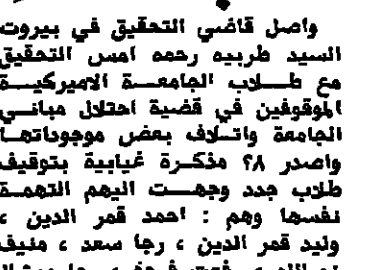 واصل قاضي التحقيق في بيروت
السيد طربيه رحمه امس التحقيق
مع طلاب الجامعة الاميركية
الموقوفين في قضية احتلال مباني
الجامعة واتلاف بعض موجوداتها
واصدر ٢٨ مذكرة غيابية بتوقيف
طلاب جدد وجهت اليهم التهمة
نفسها وهم : احمد قمر الدين ،
وليد قمر الدين ، رجا سعد ، منيف